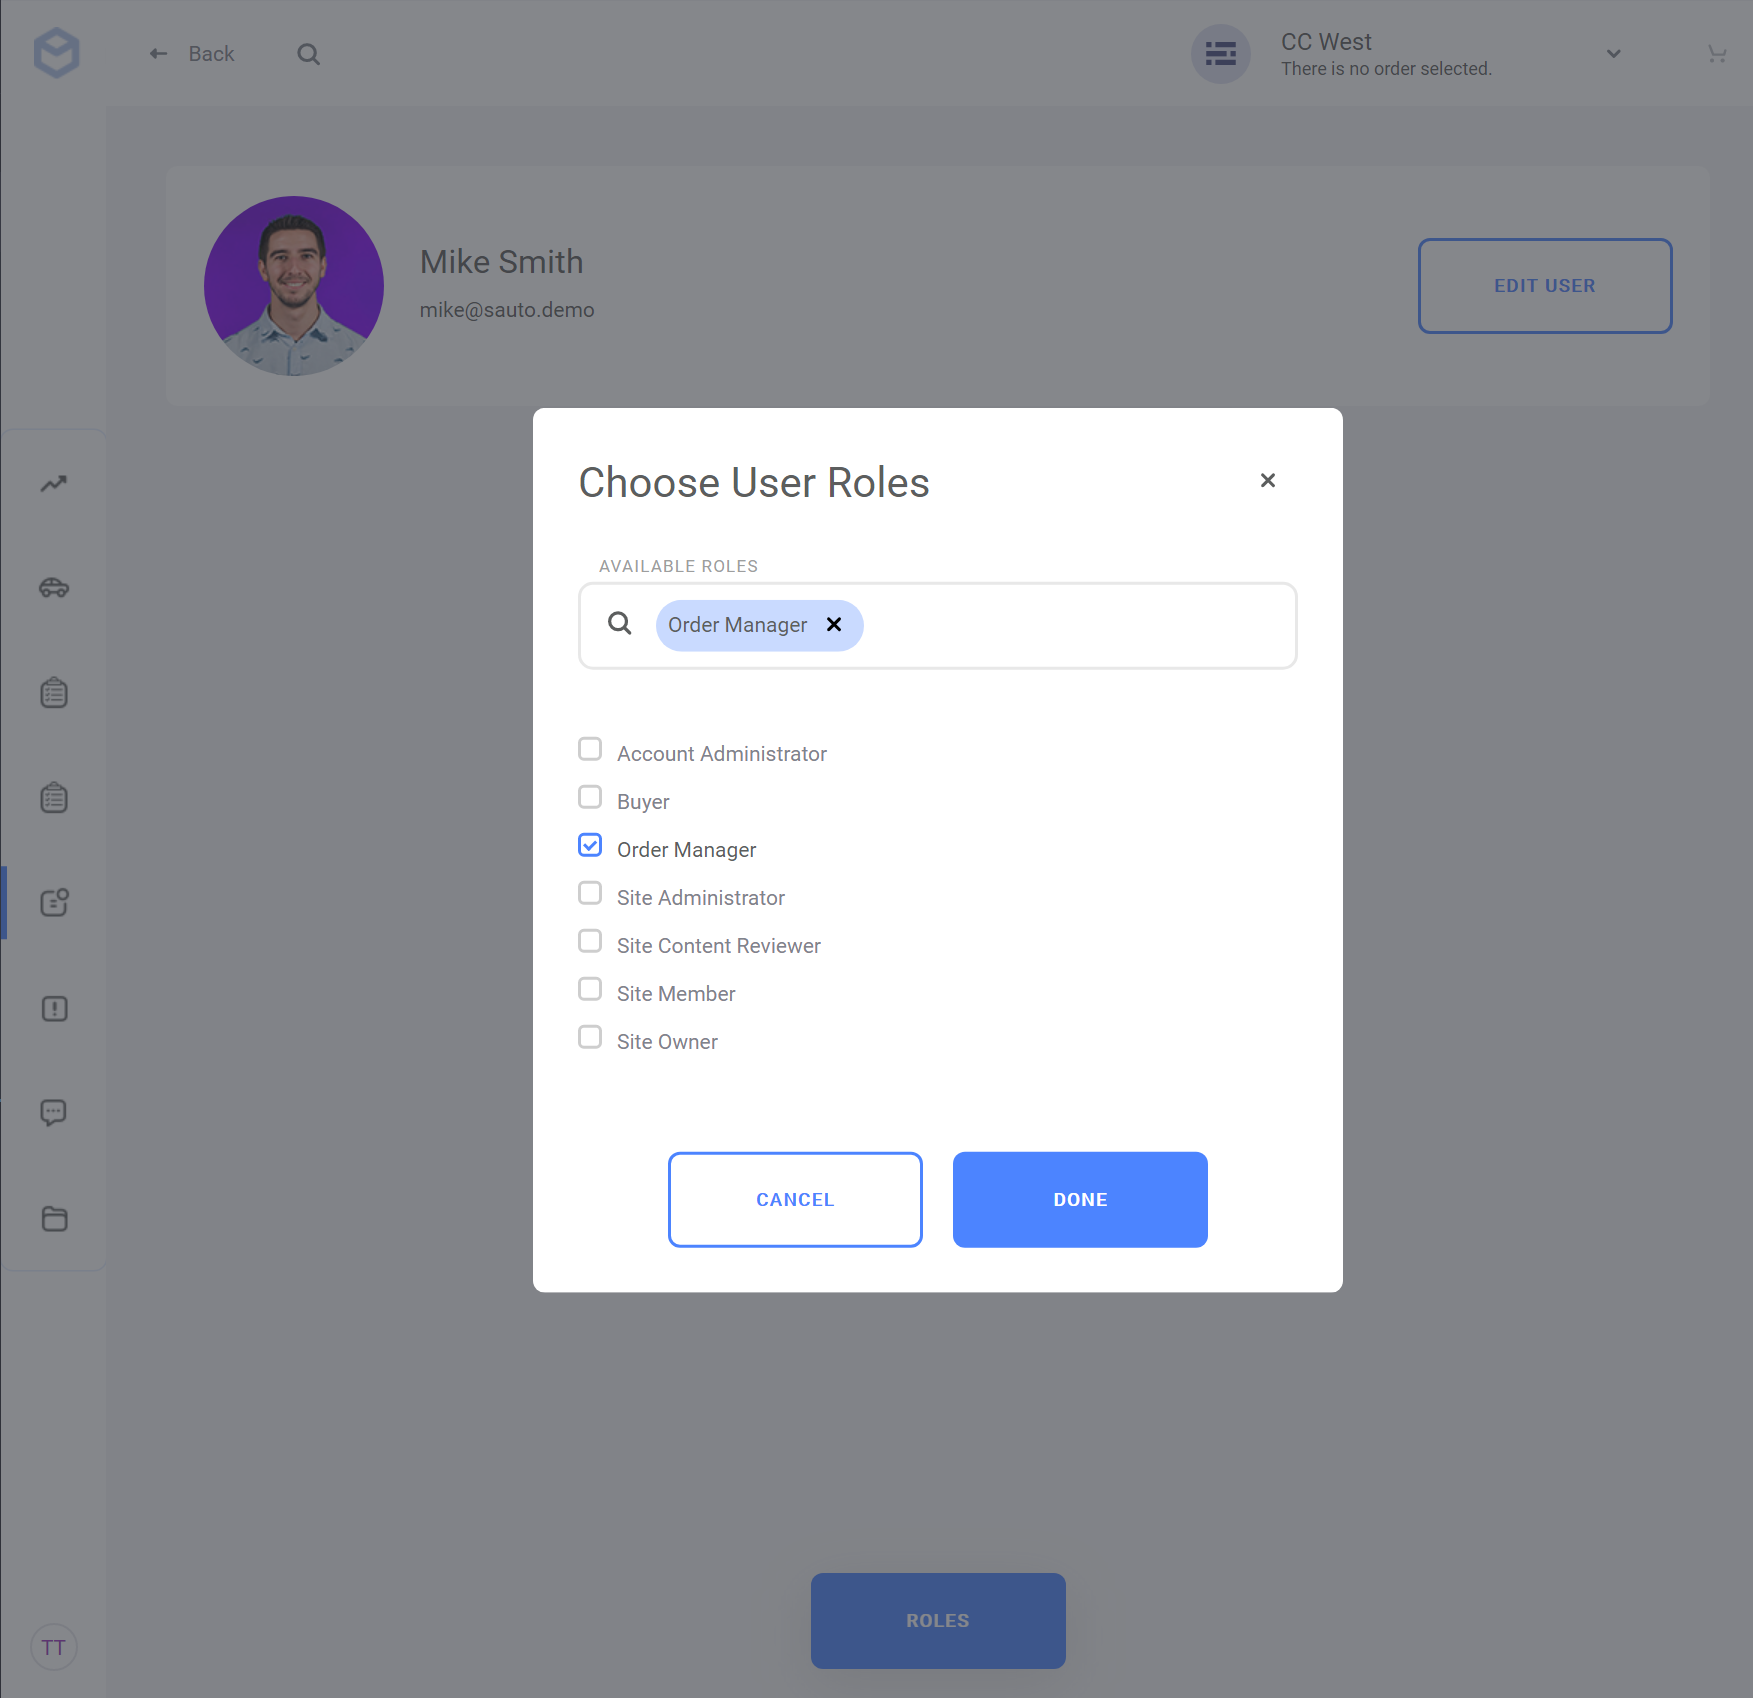 Back
CC West
There is no order selected.
Mike Smith
mike@sauto.demo
EDIT USER
Choose User Roles
AVAILABLE ROLES
Order Manager
Account Administrator
Buyer
Order Manager
Site Administrator
Site Content Reviewer
Site Member
Site Owner
CANCEL
DONE
ROLES
TT